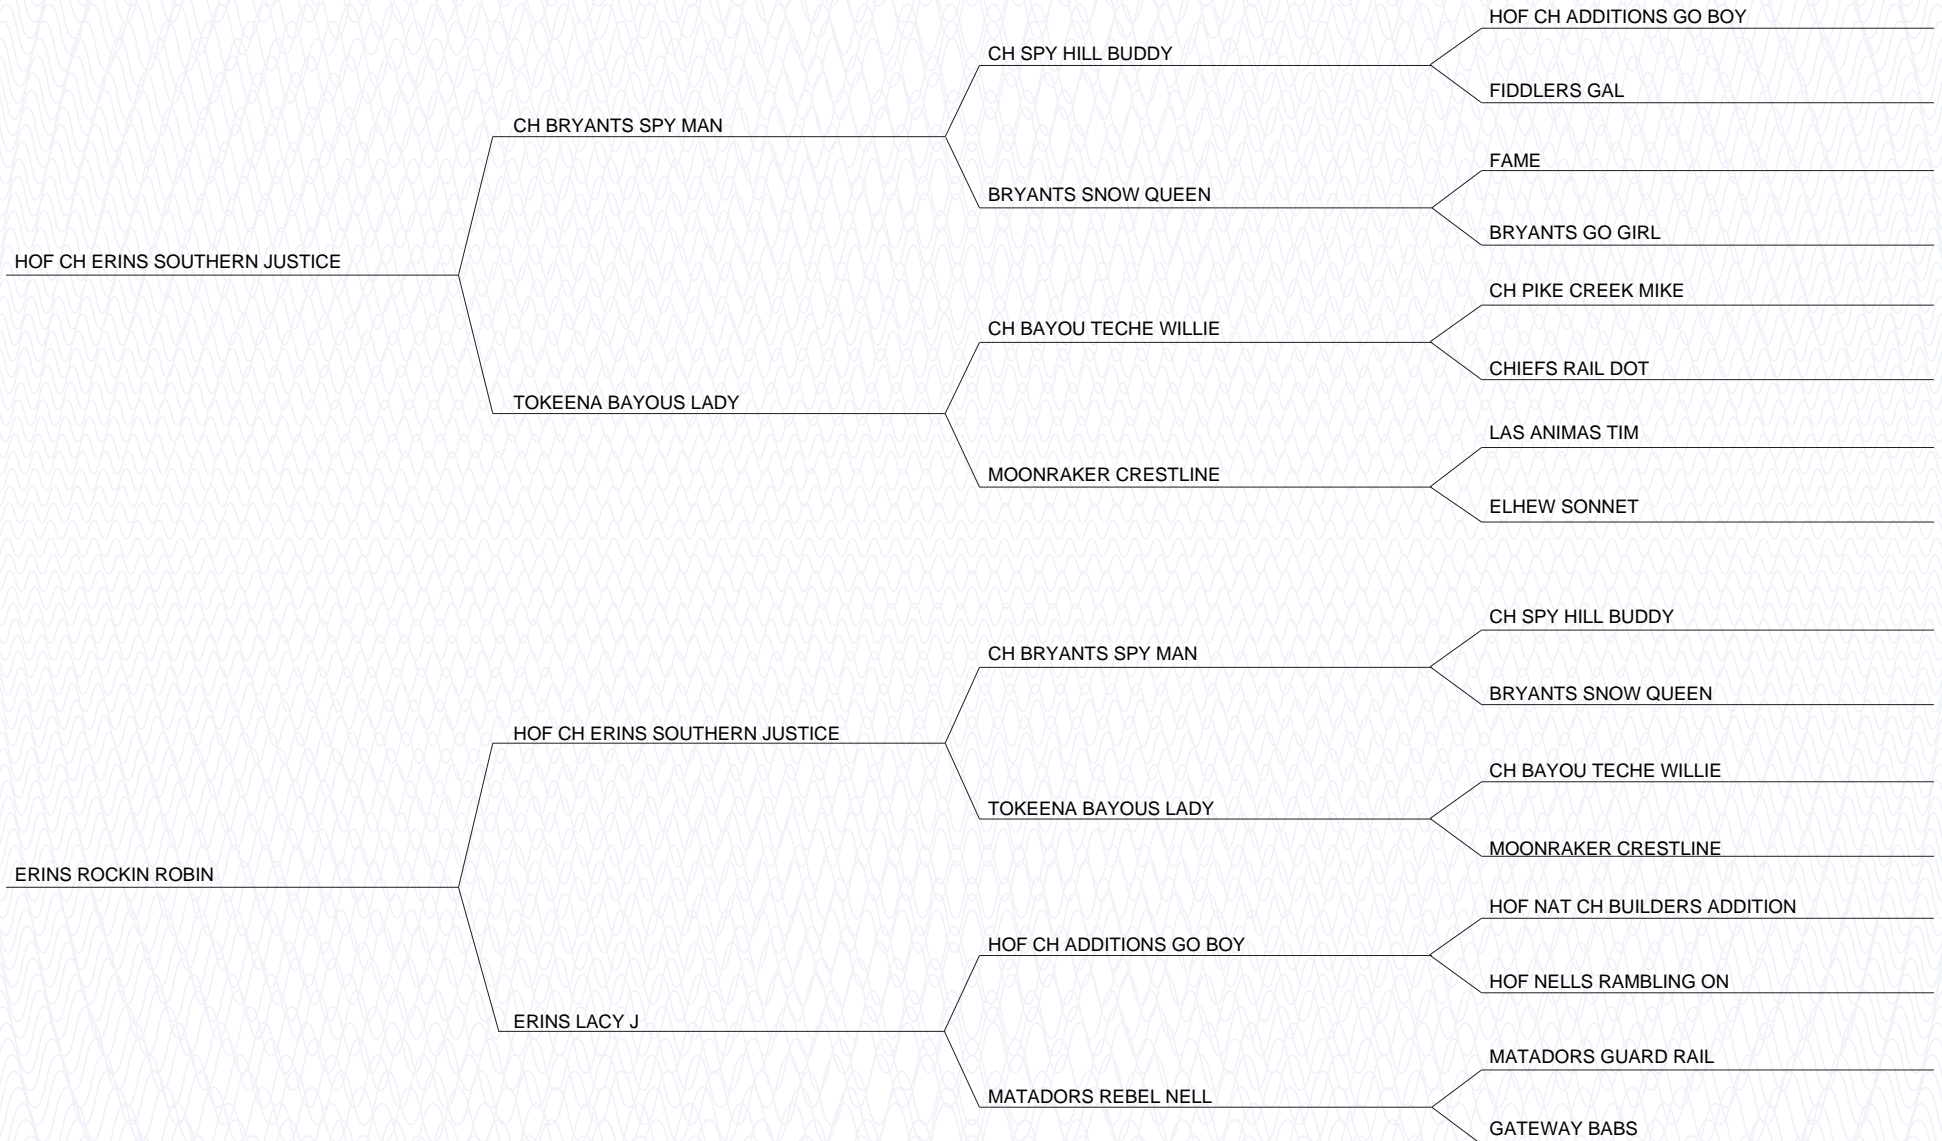 HOF CH ERINS SOUTHERN JUSTICE
CH BRYANTS SPY MAN
CH SPY HILL BUDDY
HOF CH ADDITIONS GO BOY
FIDDLERS GAL
BRYANTS SNOW QUEEN
FAME
BRYANTS GO GIRL
TOKEENA BAYOUS LADY
CH BAYOU TECHE WILLIE
CH PIKE CREEK MIKE
CHIEFS RAIL DOT
MOONRAKER CRESTLINE
LAS ANIMAS TIM
ELHEW SONNET
ERINS ROCKIN ROBIN
HOF CH ERINS SOUTHERN JUSTICE
CH BRYANTS SPY MAN
CH SPY HILL BUDDY
BRYANTS SNOW QUEEN
TOKEENA BAYOUS LADY
CH BAYOU TECHE WILLIE
MOONRAKER CRESTLINE
ERINS LACY J
HOF CH ADDITIONS GO BOY
HOF NAT CH BUILDERS ADDITION
HOF NELLS RAMBLING ON
MATADORS REBEL NELL
MATADORS GUARD RAIL
GATEWAY BABS